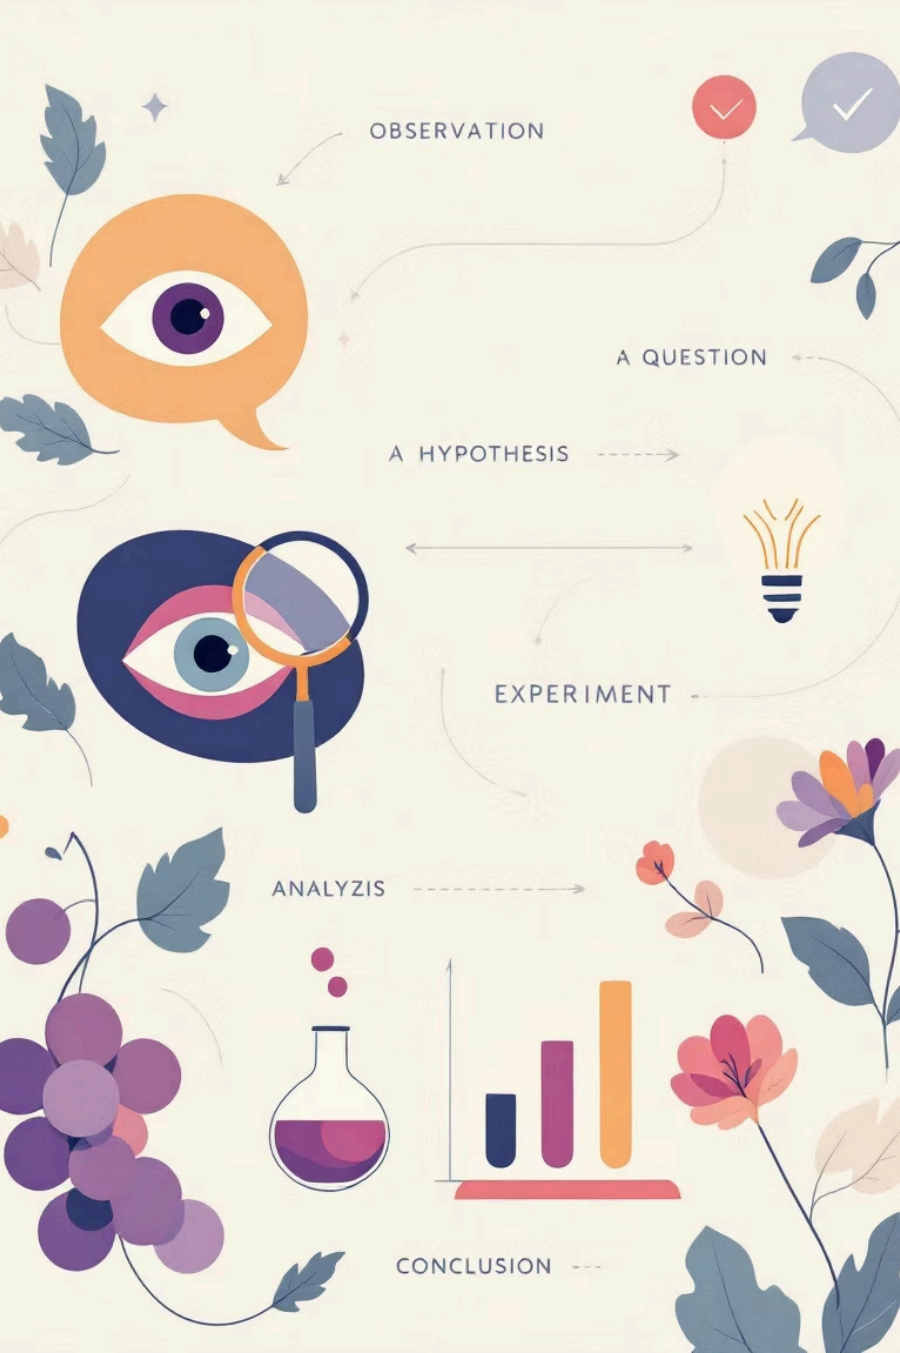 OBSERVATION
A QUESTION
A HYPOTHESIS
EXPERIMENT
ANALYZIS
CONCLUSION